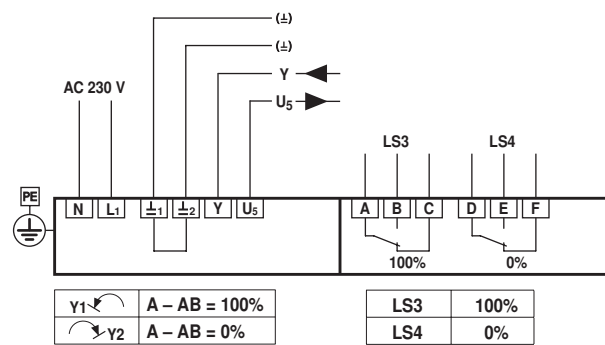 (⊥)
(⊥)
Y
AC 230 V
U5
LS3 LS4
PE
N L1 ⊥1 ⊥2 Y U5 A B C D E F
100% 0%
Y1 A – AB = 100%
Y2 A – AB = 0%
LS3 100%
LS4 0%